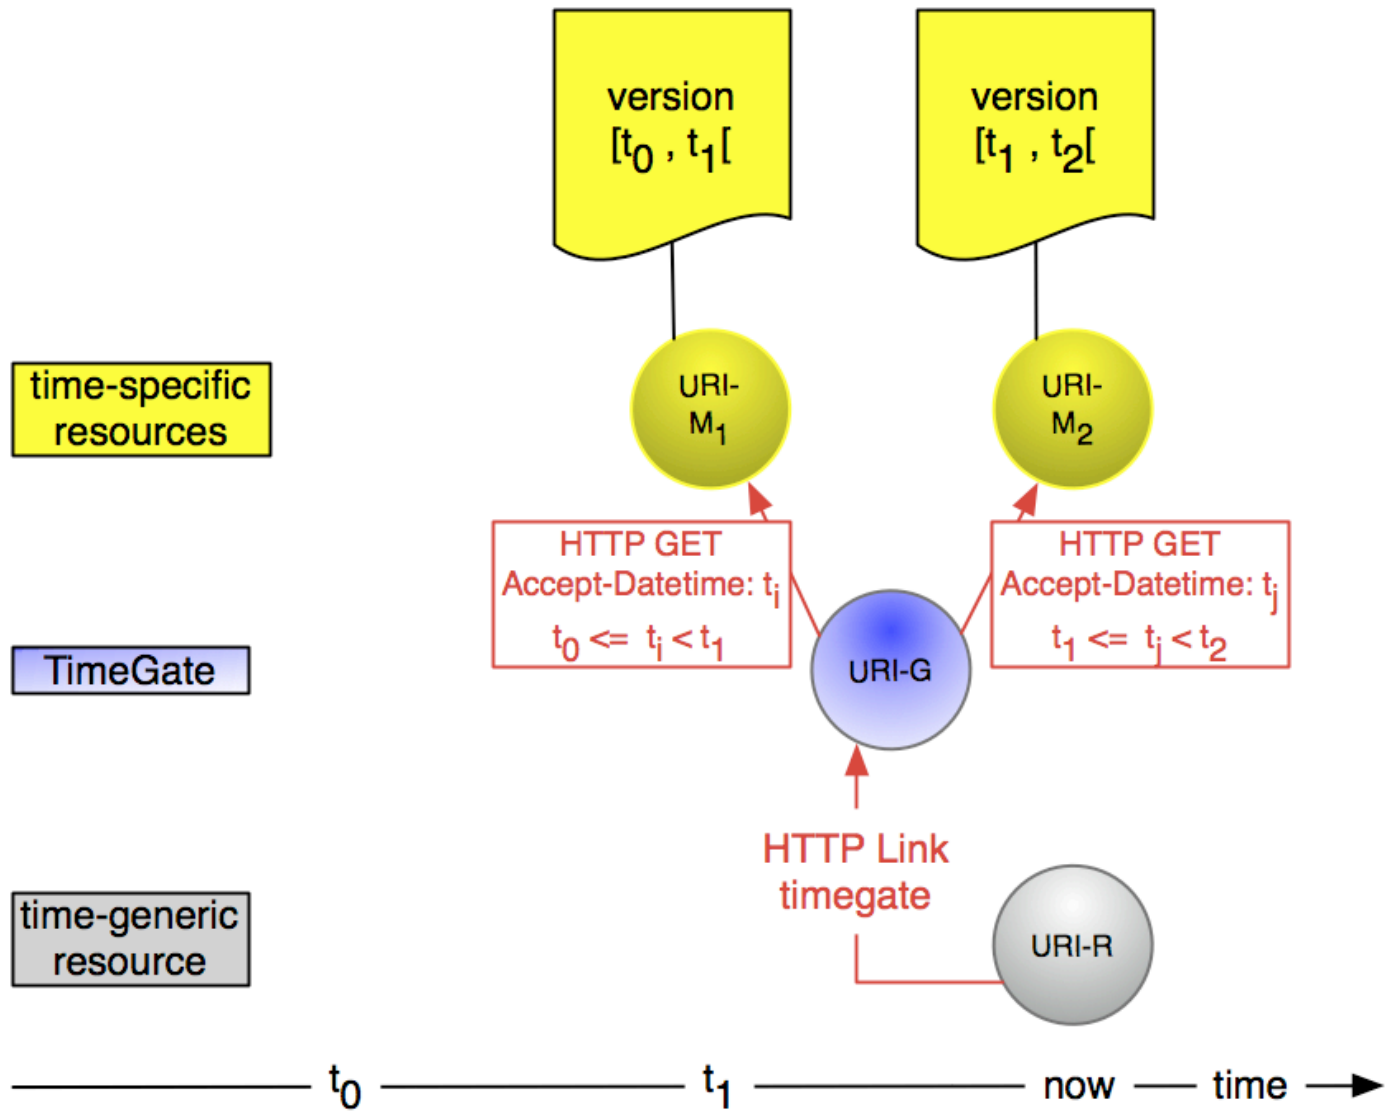 version
[t0 , t1[
version
[t1 , t2[
time-specific
resources
URI-
M1
URI-
M2
HTTP GET
Accept-Datetime: ti
t0 <= ti < t1
HTTP GET
Accept-Datetime: tj
t1 <= tj < t2
TimeGate
URI-G
HTTP Link
timegate
time-generic
resource
URI-R
t0 t1 now time